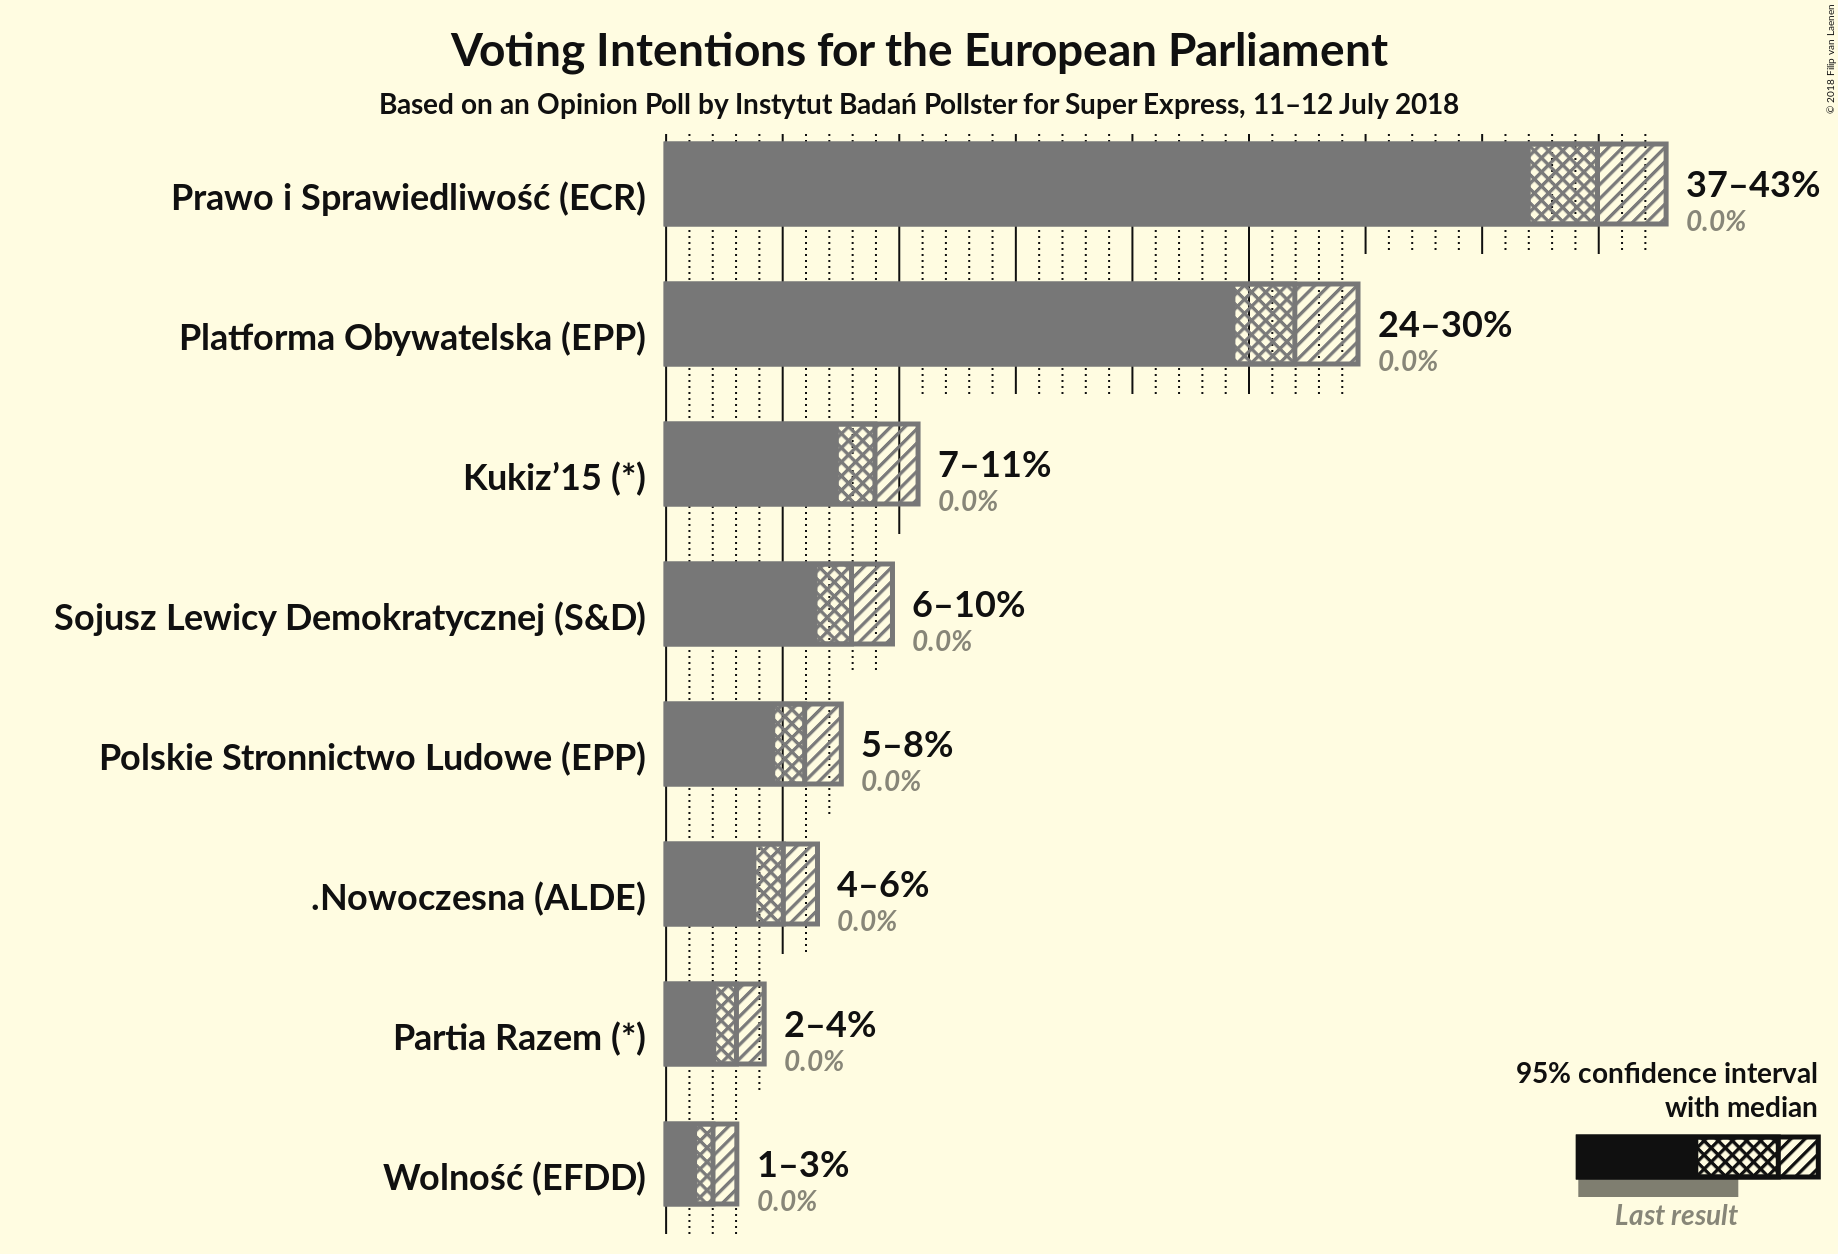 Voting Intentions for the European Parliament
Based on an Opinion Poll by Instytut Badań Pollster for Super Express, 11–12 July 2018
© 2018 Filip van Laenen
Prawo i Sprawiedliwość (ECR)
37–43%
0.0%
Platforma Obywatelska (EPP)
24–30%
0.0%
Kukiz’15 (*)
7–11%
0.0%
Sojusz Lewicy Demokratycznej (S&D)
6–10%
0.0%
Polskie Stronnictwo Ludowe (EPP)
5–8%
0.0%
.Nowoczesna (ALDE)
4–6%
0.0%
Partia Razem (*)
2–4%
0.0%
Wolność (EFDD)
1–3%
0.0%
95% confidence interval
with median
Last result